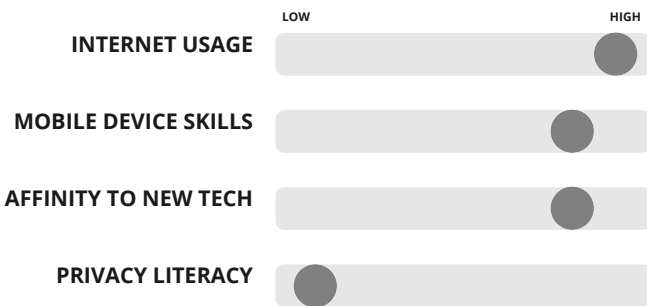 LOW HIGH
INTERNET USAGE
MOBILE DEVICE SKILLS
AFFINITY TO NEW TECH
PRIVACY LITERACY